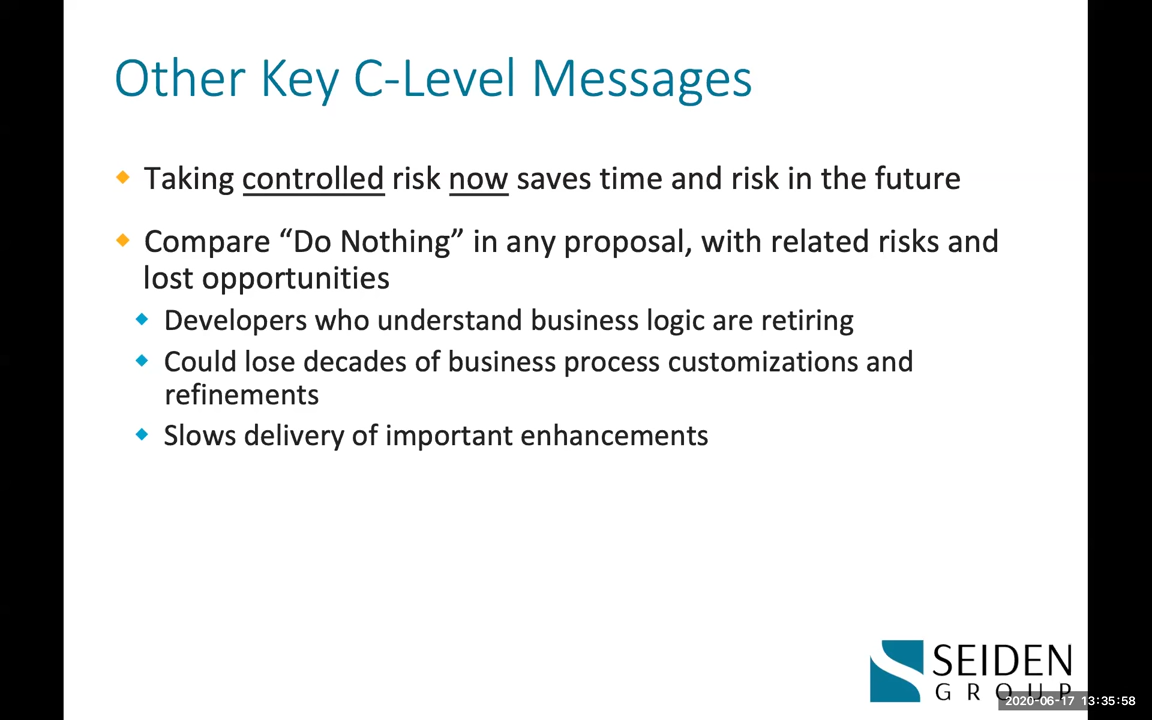 Other Key C-Level Messages
Taking controlled risk now saves time and risk in the future
Compare “Do Nothing” in any proposal, with related risks and
lost opportunities
Developers who understand business logic are retiring
Could lose decades of business process customizations and
refinements
Slows delivery of important enhancements
SEIDEN
GROUP
2020-06-17 13:35:58